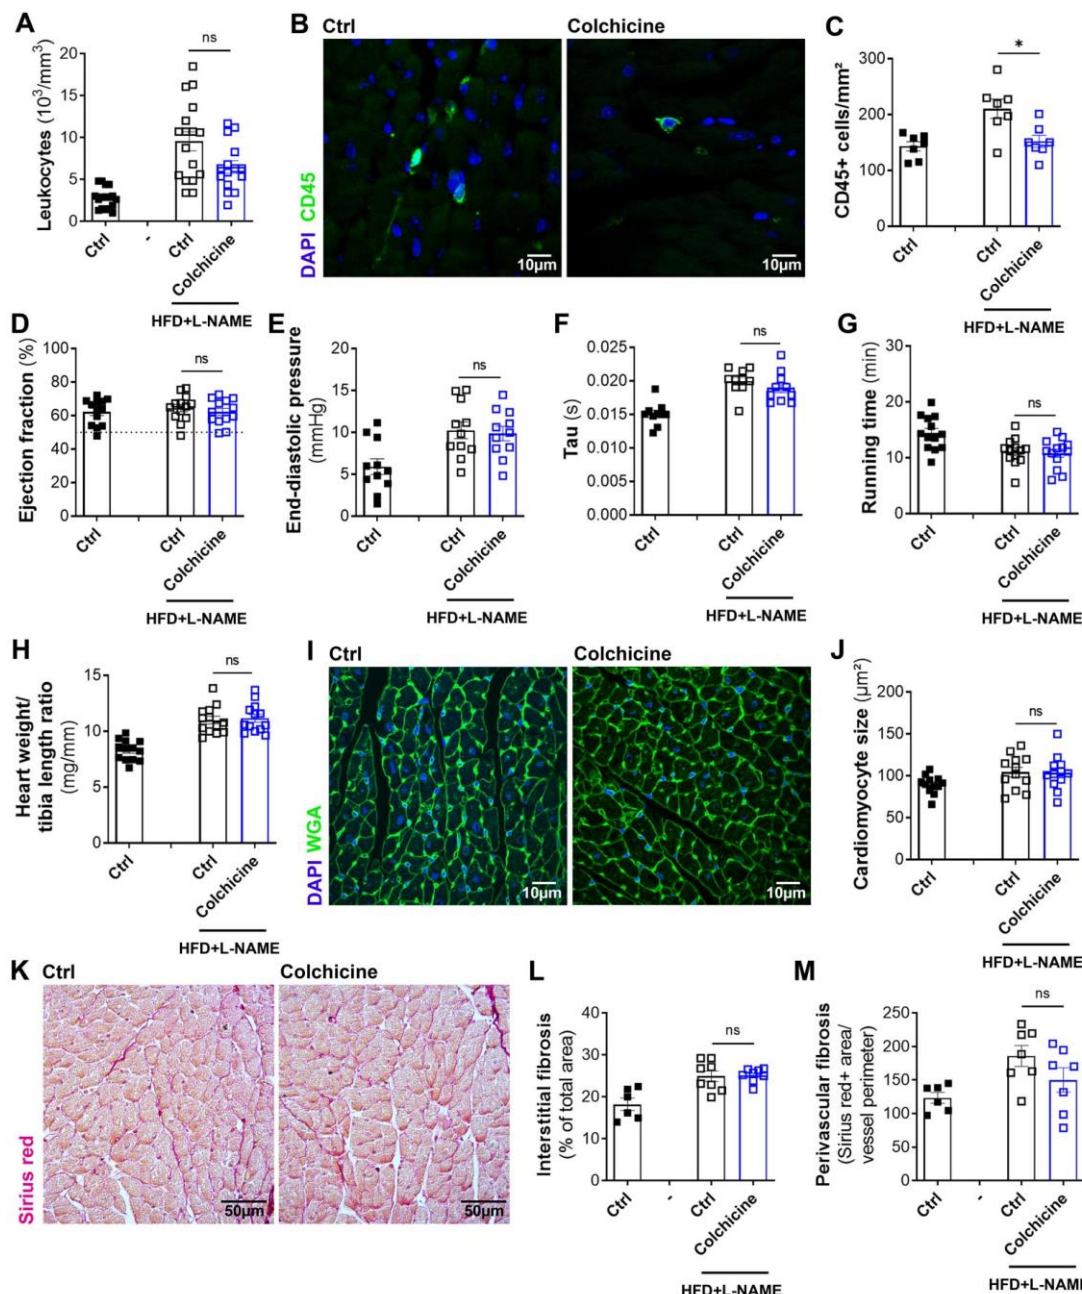 A
Leukocytes (10³/mm³)
20
15
10
5
0
ns
Ctrl
-
Ctrl
Colchicine
HFD+L-NAME
B
Ctrl
Colchicine
DAPI CD45
10µm
10µm
C
CD45+ cells/mm²
300
200
100
0
*
Ctrl
Ctrl
Colchicine
HFD+L-NAME
D
Ejection fraction (%)
100
80
60
40
20
0
ns
Ctrl
-
Ctrl
Colchicine
HFD+L-NAME
E
End-diastolic pressure
(mmHg)
20
15
10
5
0
ns
Ctrl
-
Ctrl
Colchicine
HFD+L-NAME
F
Tau (s)
0.025
0.020
0.015
0.010
0.005
0.000
ns
Ctrl
-
Ctrl
Colchicine
HFD+L-NAME
G
Running time (min)
30
20
10
0
ns
Ctrl
-
Ctrl
Colchicine
HFD+L-NAME
H
Heart weight/
tibia length ratio
(mg/mm)
15
10
5
0
ns
Ctrl
Ctrl
Colchicine
HFD+L-NAME
I
Ctrl
Colchicine
DAPI WGA
10µm
10µm
J
Cardiomyocyte size (µm²)
200
150
100
50
0
ns
Ctrl
-
Ctrl
Colchicine
HFD+L-NAME
K
Ctrl
Colchicine
Sirius red
50µm
50µm
L
Interstitial fibrosis
(% of total area)
40
30
20
10
0
ns
Ctrl
-
Ctrl
Colchicine
HFD+L-NAME
M
Perivascular fibrosis
(Sirius red+ area/
vessel perimeter)
250
200
150
100
50
0
ns
Ctrl
-
Ctrl
Colchicine
HFD+L-NAME